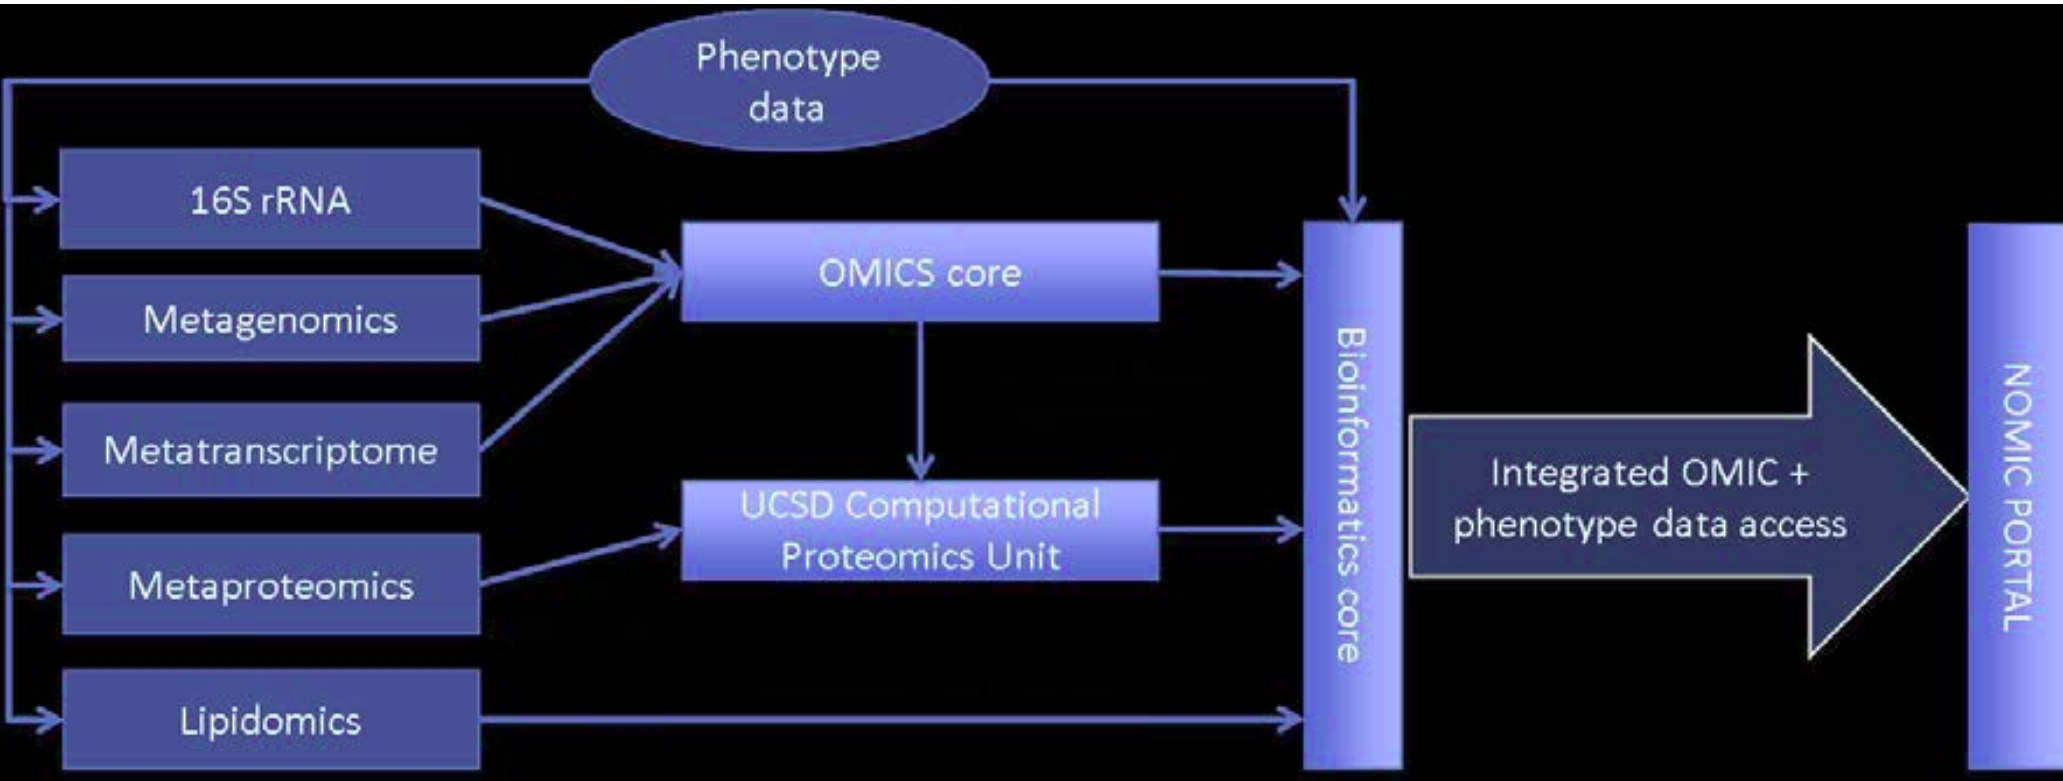 Phenotype
data
16S rRNA
Metagenomics
Metatranscriptome
Metaproteomics
Lipidomics
OMICS core
UCSD Computational
Proteomics Unit
Bioinformatics core
Integrated OMIC +
phenotype data access
NOMIC PORTAL